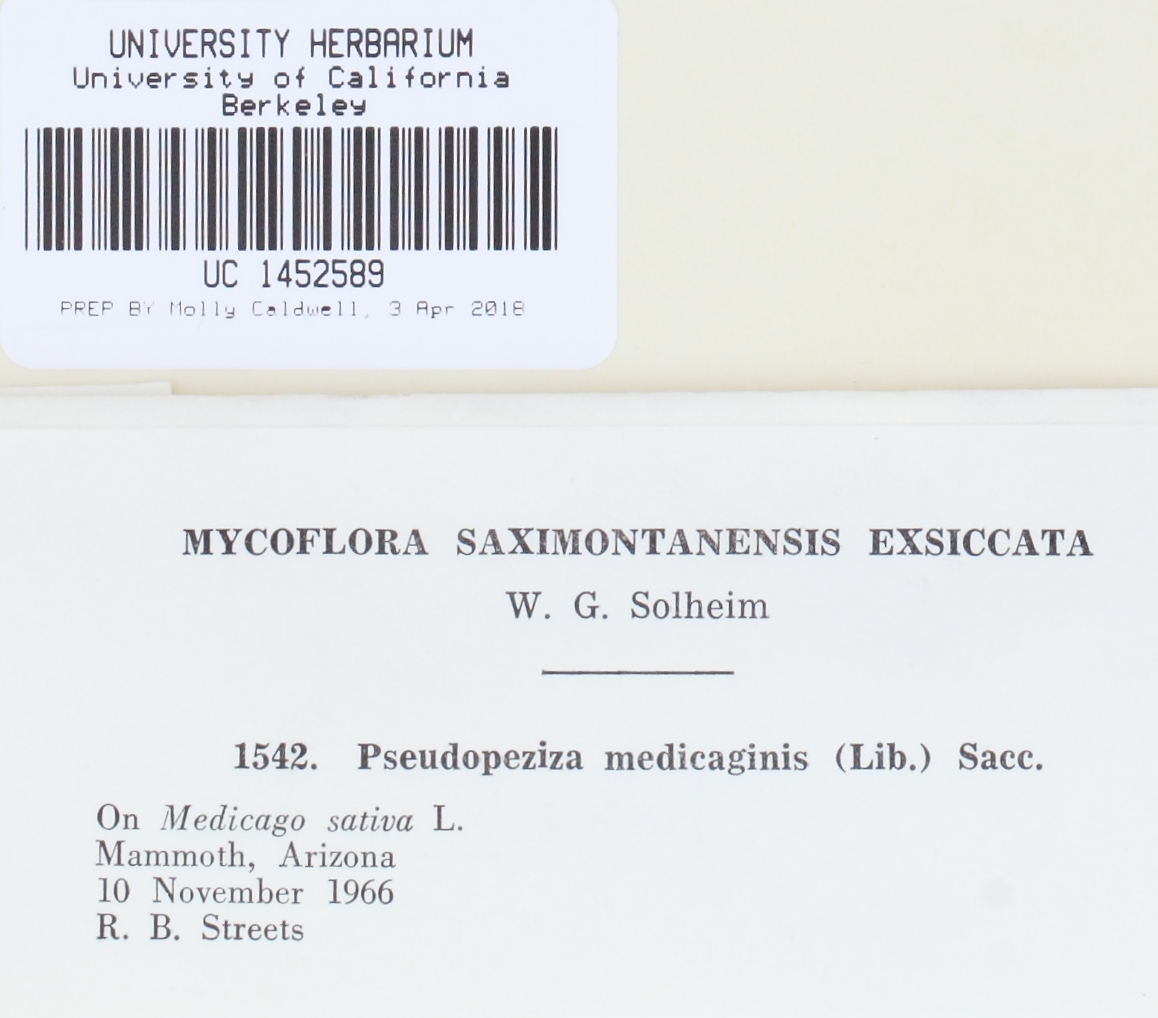 UNIVERSITY HERBARIUM
University of California
Berkeley
UC 1452589
PREP BY Molly Caldwell, 3 Apr 2018
MYCOFLORA SAXIMONTANENSIS EXSICCATA
W. G. Solheim
1542. Pseudopeziza medicaginis (Lib.) Sacc.
On Medicago sativa L.
Mammoth, Arizona
10 November 1966
R. B. Streets